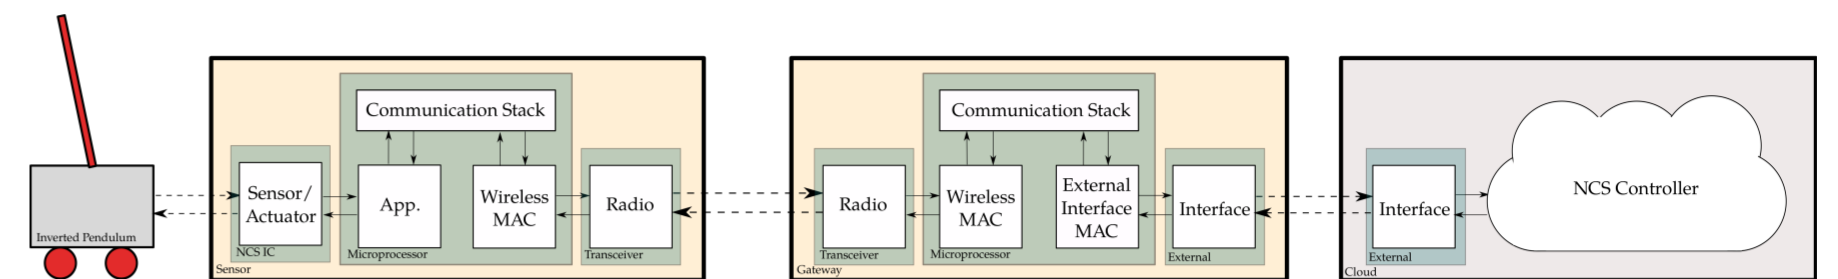 Inverted Pendulum
Sensor/
Actuator
NCS IC
Communication Stack
App.
Wireless
MAC
Microprocessor
Radio
Transceiver
Sensor
Radio
Transceiver
Communication Stack
Wireless
MAC
External
Interface
MAC
Microprocessor
Interface
External
Gateway
Interface
External
NCS Controller
Cloud